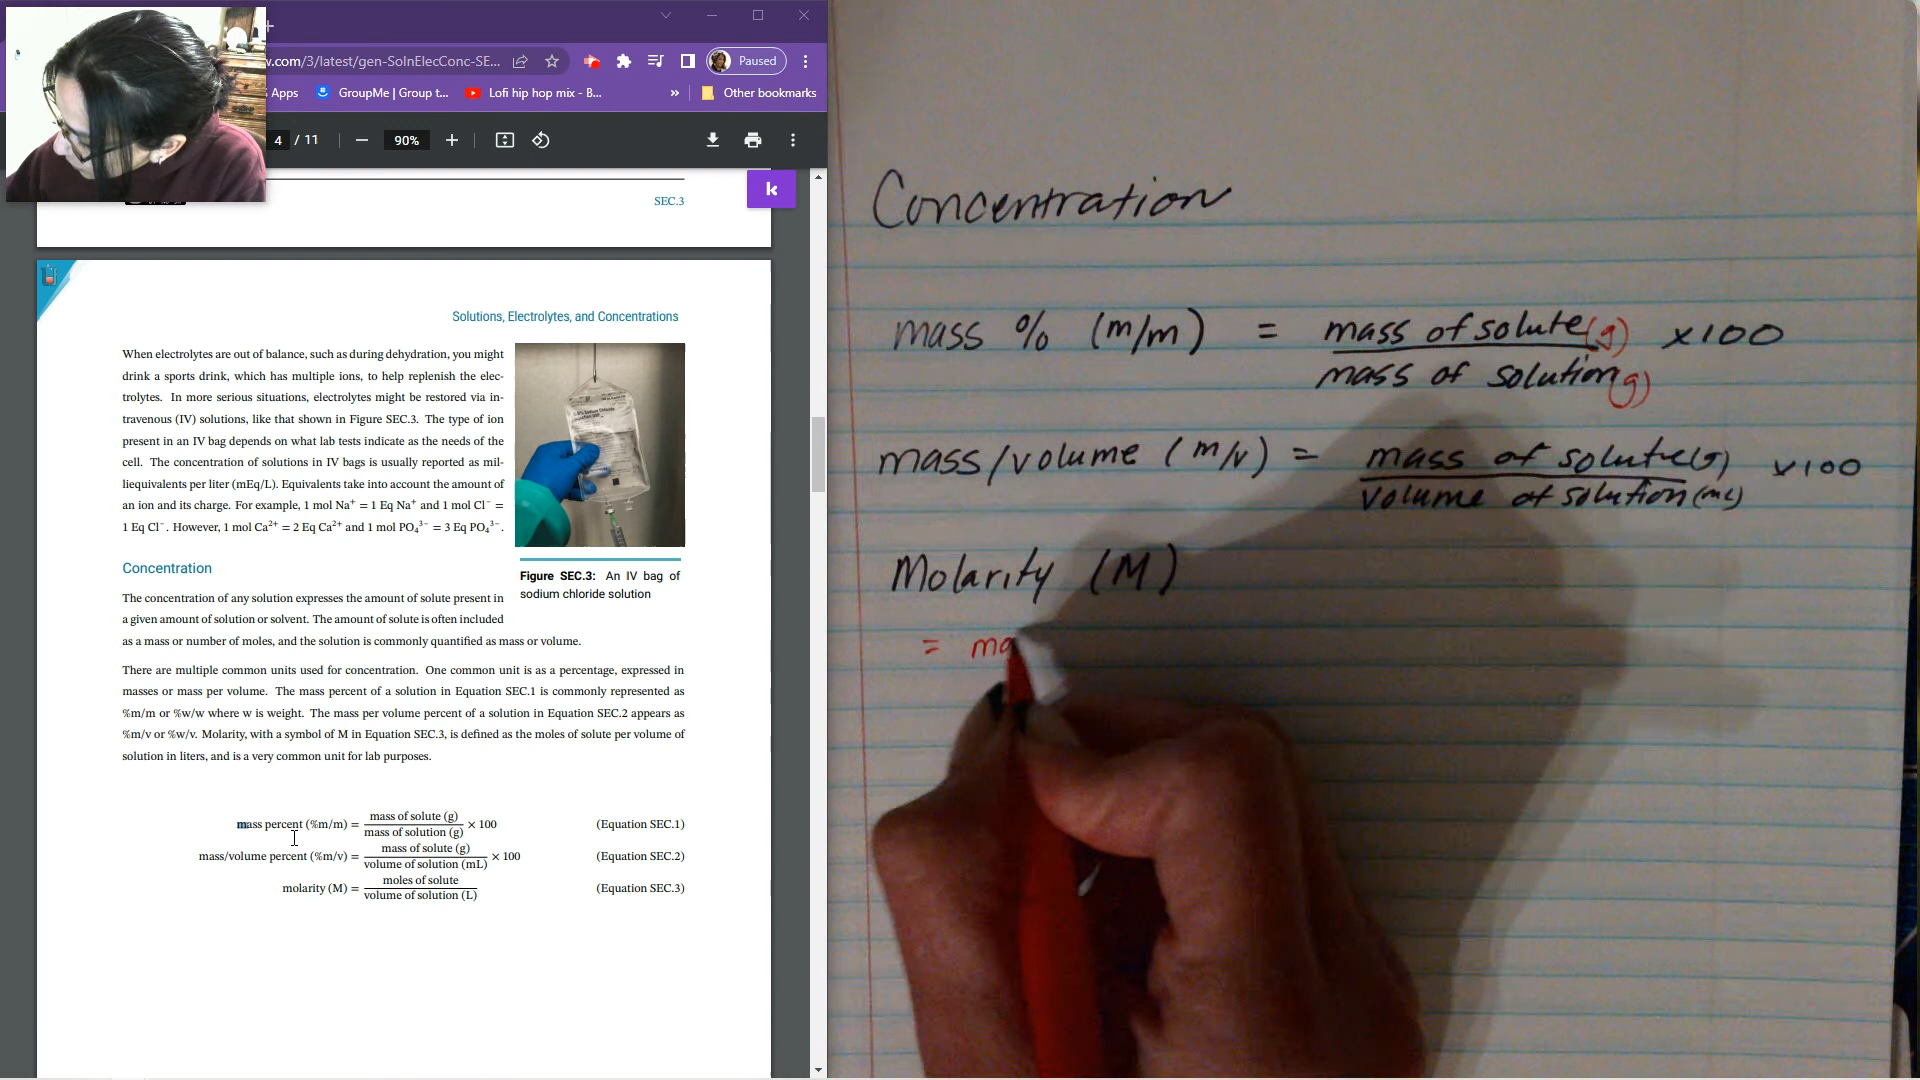 w.com/3/latest/gen-SolnElecConc-SE...
Paused
Apps
GroupMe | Group t...
Lofi hip hop mix - B...
»
Other bookmarks
4 / 11
90%
k
SEC.3
Solutions, Electrolytes, and Concentrations
When electrolytes are out of balance, such as during dehydration, you might
drink a sports drink, which has multiple ions, to help replenish the elec-
trolytes. In more serious situations, electrolytes might be restored via in-
travenous (IV) solutions, like that shown in Figure SEC.3. The type of ion
present in an IV bag depends on what lab tests indicate as the needs of the
cell. The concentration of solutions in IV bags is usually reported as mil-
liequivalents per liter (mEq/L). Equivalents take into account the amount of
an ion and its charge. For example, 1 mol Na⁺ = 1 Eq Na⁺ and 1 mol Cl⁻ =
1 Eq Cl⁻. However, 1 mol Ca²⁺ = 2 Eq Ca²⁺ and 1 mol PO₄³⁻ = 3 Eq PO₄³⁻.
Figure SEC.3: An IV bag of
sodium chloride solution
Concentration
The concentration of any solution expresses the amount of solute present in
a given amount of solution or solvent. The amount of solute is often included
as a mass or number of moles, and the solution is commonly quantified as mass or volume.
There are multiple common units used for concentration. One common unit is as a percentage, expressed in
masses or mass per volume. The mass percent of a solution in Equation SEC.1 is commonly represented as
%m/m or %w/w where w is weight. The mass per volume percent of a solution in Equation SEC.2 appears as
%m/v or %w/v. Molarity, with a symbol of M in Equation SEC.3, is defined as the moles of solute per volume of
solution in liters, and is a very common unit for lab purposes.
mass of solute (g)
mass percent (%m/m) = × 100 (Equation SEC.1)
mass of solution (g)
mass of solute (g)
mass/volume percent (%m/v) = × 100 (Equation SEC.2)
volume of solution (mL)
moles of solute
molarity (M) = (Equation SEC.3)
volume of solution (L)
Concentration
mass % (m/m) = mass of solute (g) x100
mass of solution (g)
mass/volume (m/v) = mass of solute (g) x100
volume of solution (mL)
Molarity (M)
= mo